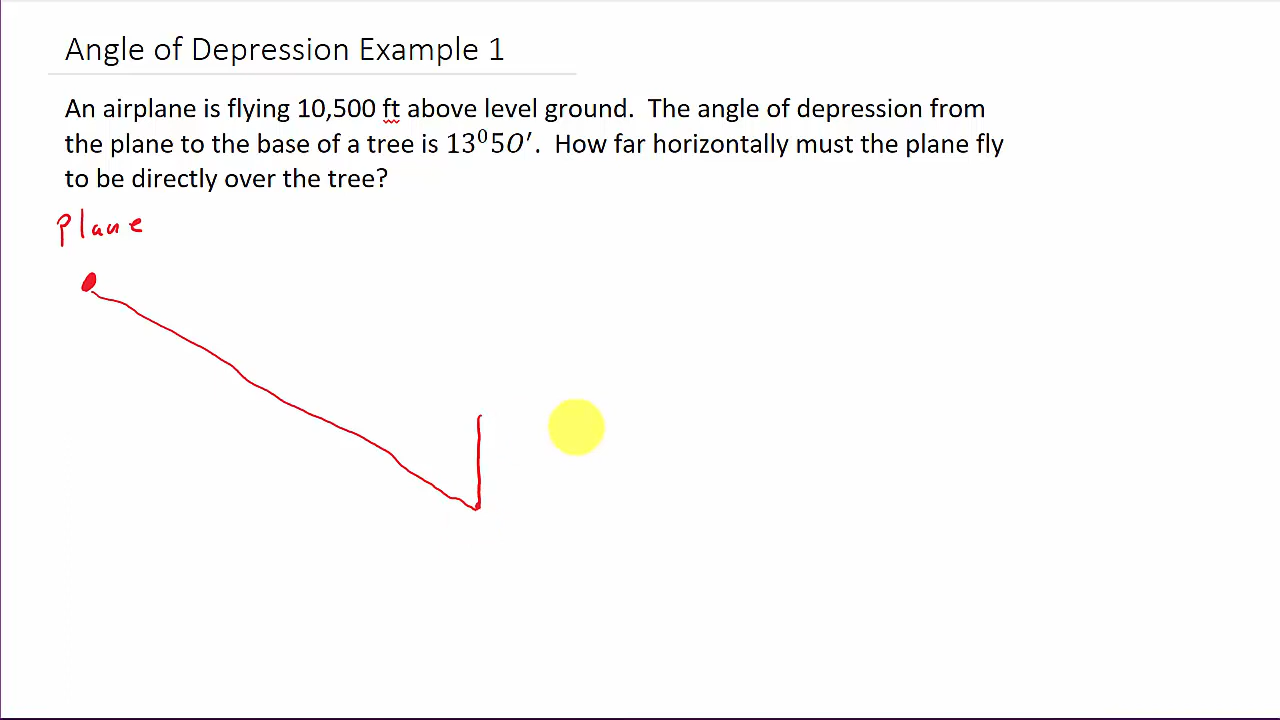 Angle of Depression Example 1
An airplane is flying 10,500 ft above level ground. The angle of depression from
the plane to the base of a tree is 13⁰50′. How far horizontally must the plane fly
to be directly over the tree?
Plane